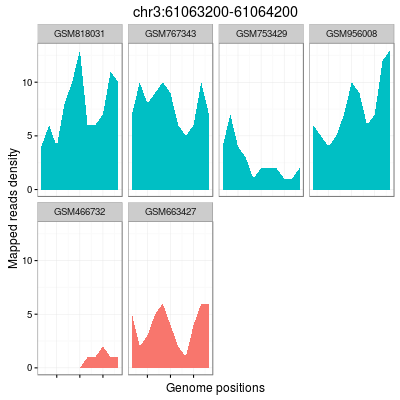 chr3:61063200-61064200
GSM818031 GSM767343 GSM753429 GSM956008
10
5
0
GSM466732 GSM663427
10
5
0
Mapped reads density
Genome positions